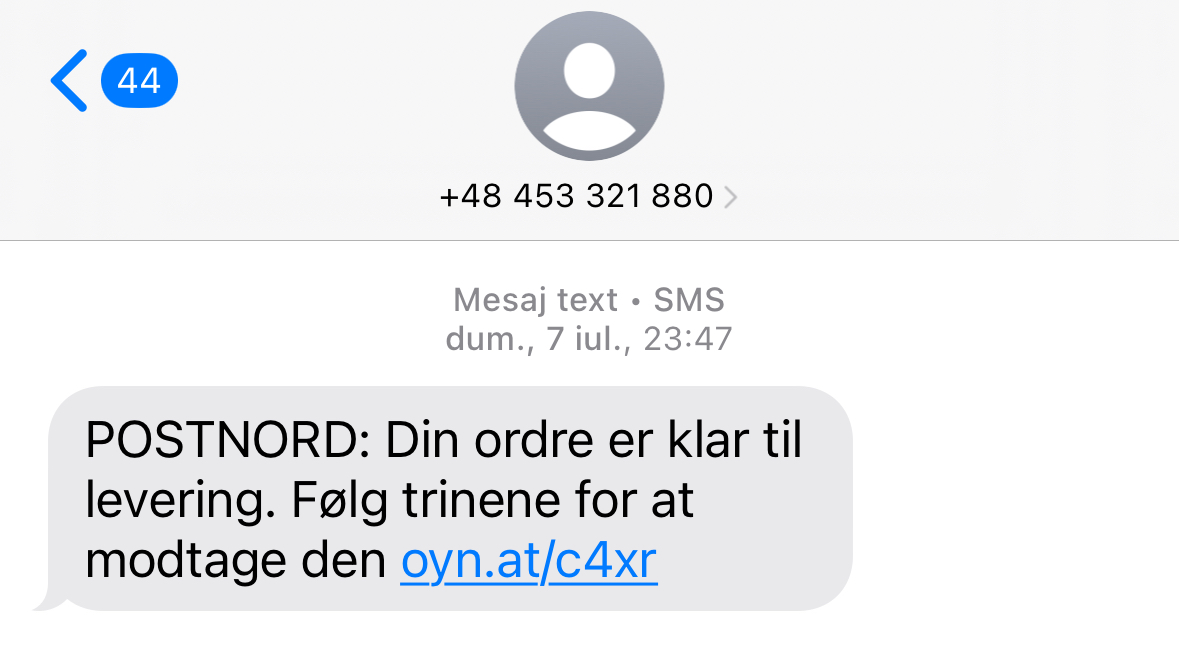 44
+48 453 321 880
Mesaj text • SMS
dum., 7 iul., 23:47
POSTNORD: Din ordre er klar til
levering. Følg trinene for at
modtage den oyn.at/c4xr